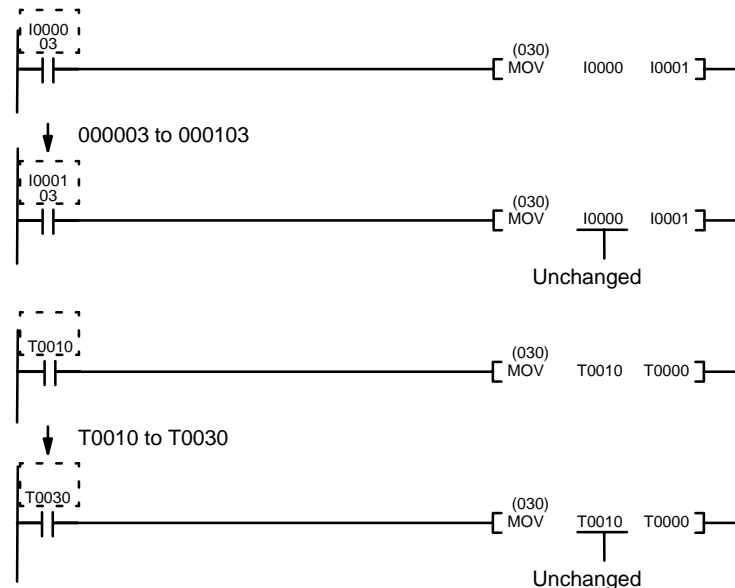 I0000
03
(030)
MOV I0000 I0001
000003 to 000103
I0001
03
(030)
MOV I0000 I0001
Unchanged
T0010
(030)
MOV T0010 T0000
T0010 to T0030
T0030
(030)
MOV T0010 T0000
Unchanged